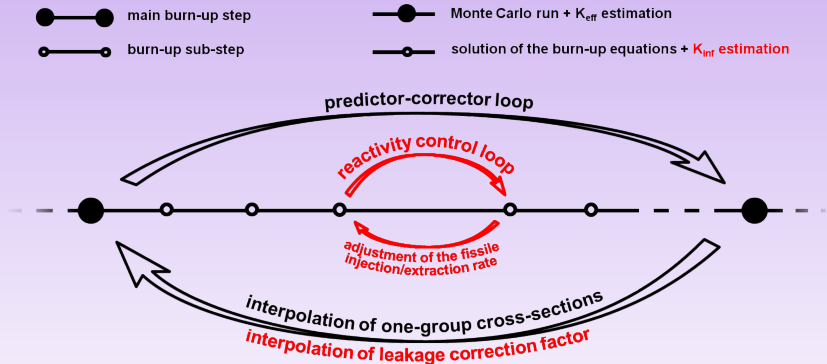 main burn-up step
Monte Carlo run + Keff estimation
burn-up sub-step
solution of the burn-up equations + Kinf estimation
predictor-corrector loop
reactivity control loop
adjustment of the fissile
injection/extraction rate
interpolation of one-group cross-sections
interpolation of leakage correction factor